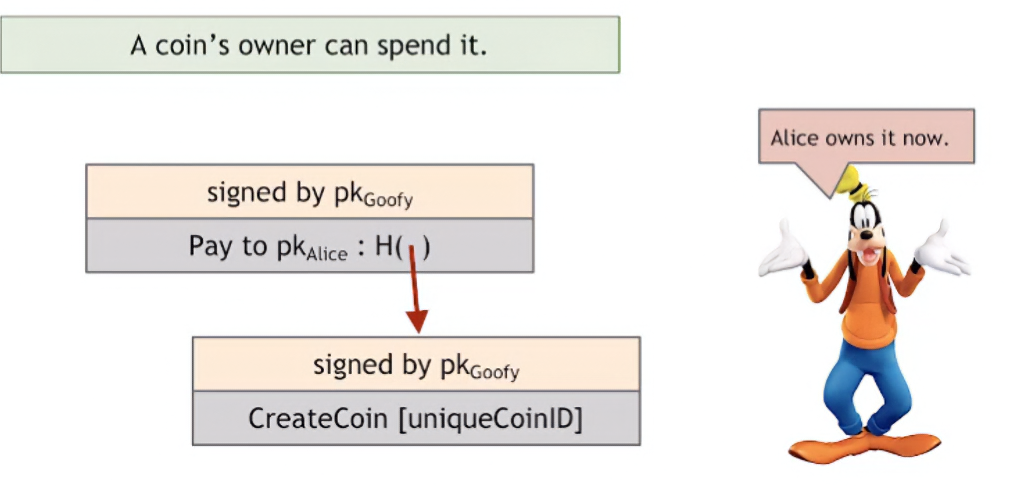 A coin’s owner can spend it.
Alice owns it now.
signed by pkGoofy
Pay to pkAlice : H( )
signed by pkGoofy
CreateCoin [uniqueCoinID]